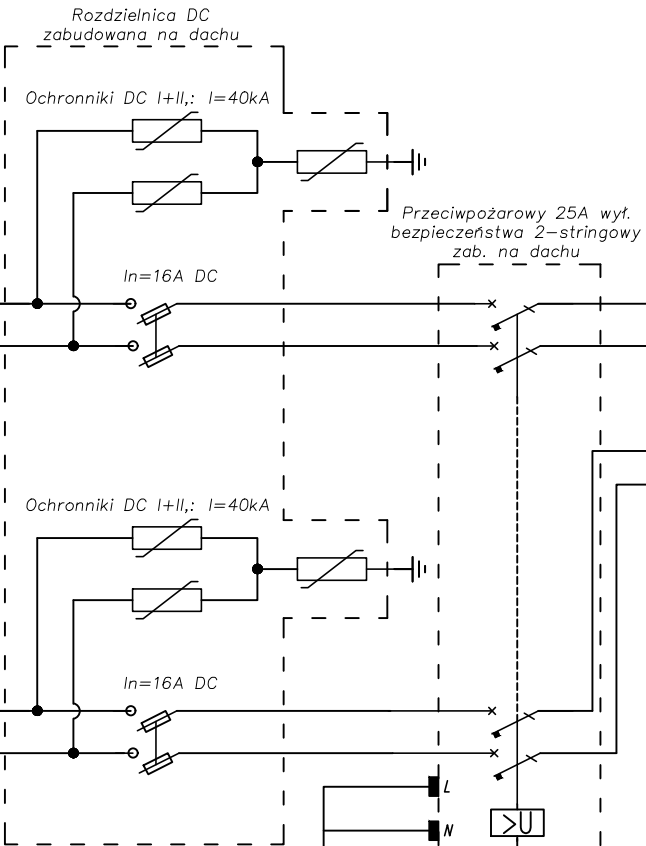 Rozdzielnica DC
zabudowana na dachu
Ochronniki DC I+II,: I=40kA
Przeciwpożarowy 25A wył.
bezpieczeństwa 2-stringowy
zab. na dachu
In=16A DC
Ochronniki DC I+II,: I=40kA
In=16A DC
L
N
>U